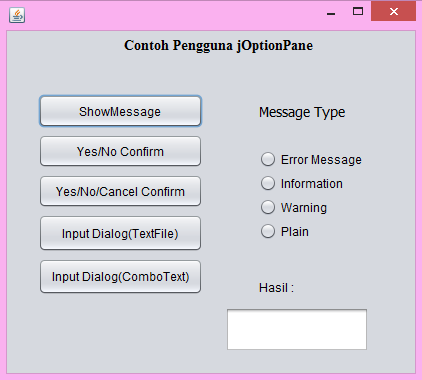 Contoh Pengguna jOptionPane
ShowMessage
Yes/No Confirm
Yes/No/Cancel Confirm
Input Dialog(TextFile)
Input Dialog(ComboText)
Message Type
Error Message
Information
Warning
Plain
Hasil :